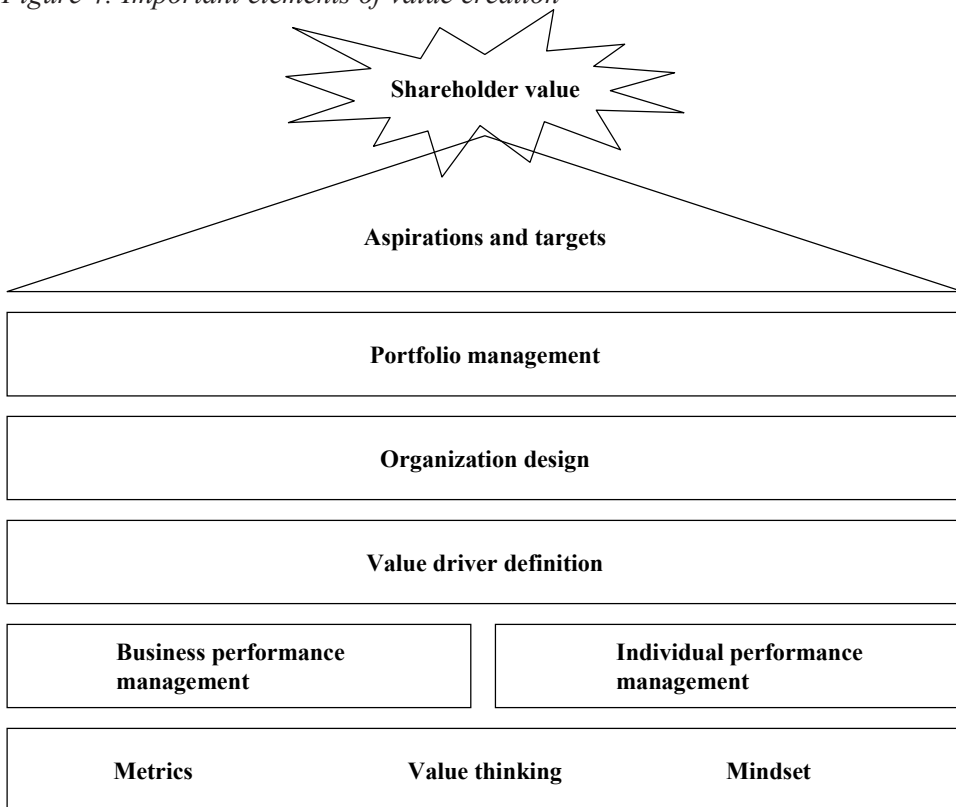 Figure 4. Important elements of value creation
Shareholder value
Aspirations and targets
Portfolio management
Organization design
Value driver definition
Business performance
management
Individual performance
management
Metrics Value thinking Mindset